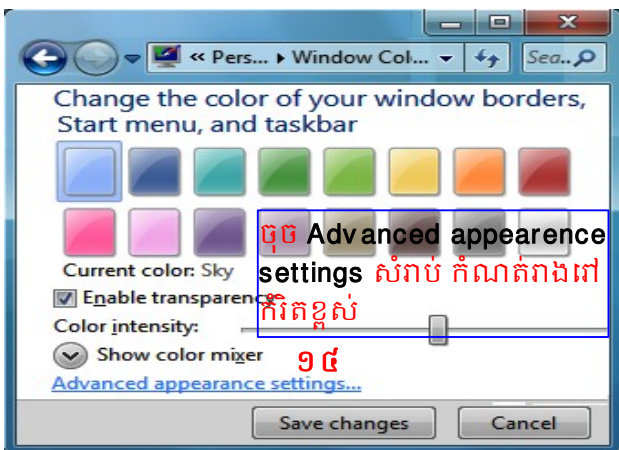 « Pers... ▸ Window Col... Sea..
Change the color of your window borders,
Start menu, and taskbar
ចុច Advanced appearence
settings សំរាប់ កំណត់រាងរៅ
កំរិតខ្ពស់
Current color: Sky
Enable transparency
Color intensity:
Show color mixer
១៤
Advanced appearance settings...
Save changes Cancel